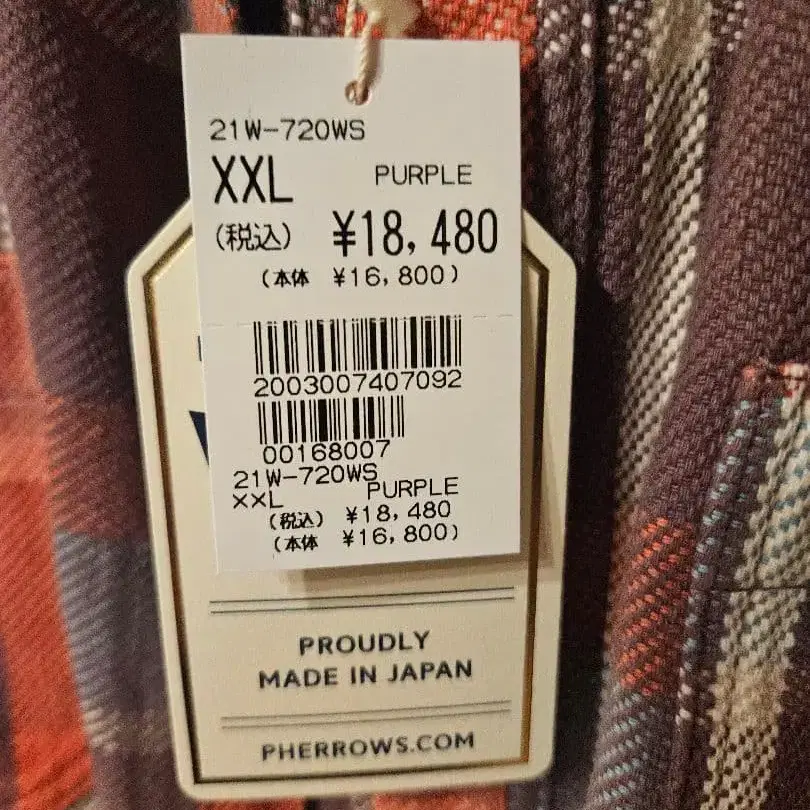 21W-720WS
XXL PURPLE
(税込) ¥18,480
(本体 ¥16,800)
2003007407092
00168007
21W-720WS
XXL PURPLE
(税込) ¥18,480
(本体 ¥16,800)
PROUDLY
MADE IN JAPAN
PHERROWS.COM